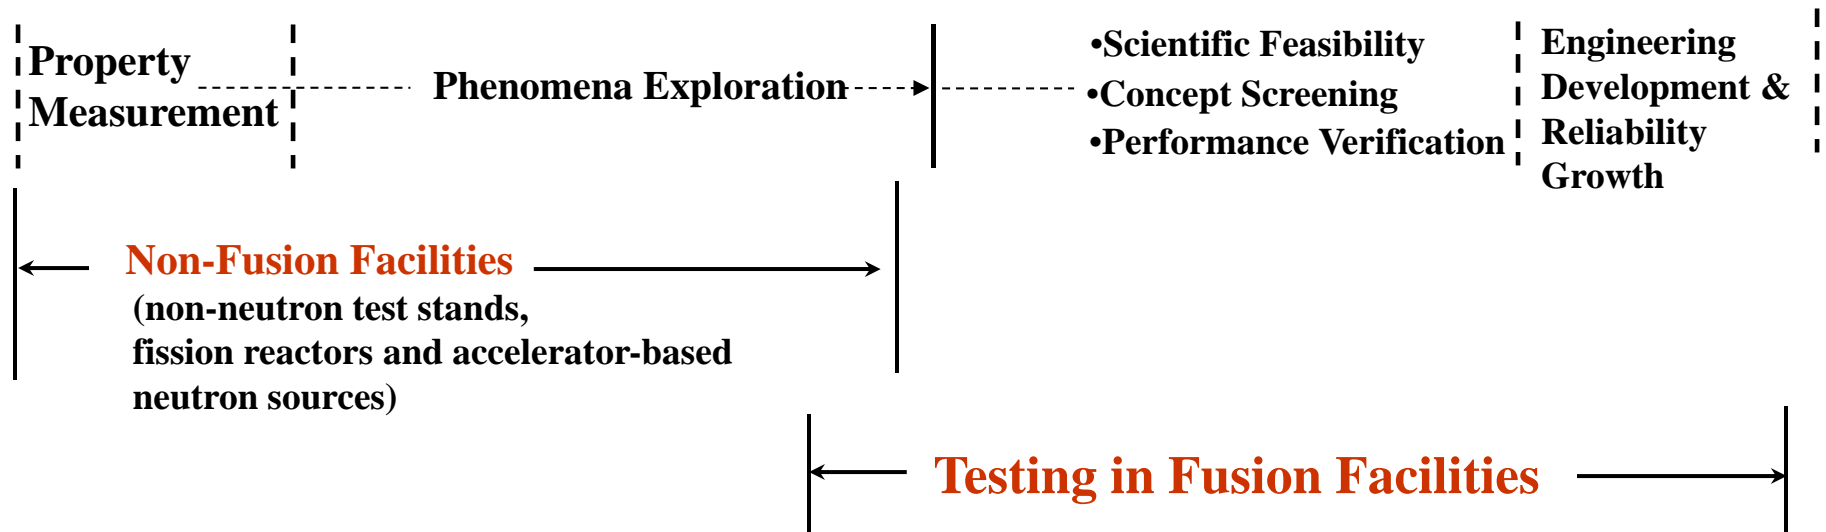 Property
Measurement
Phenomena Exploration
•Scientific Feasibility
•Concept Screening
•Performance Verification
Engineering
Development &
Reliability
Growth
Non-Fusion Facilities
(non-neutron test stands,
fission reactors and accelerator-based
neutron sources)
Testing in Fusion Facilities